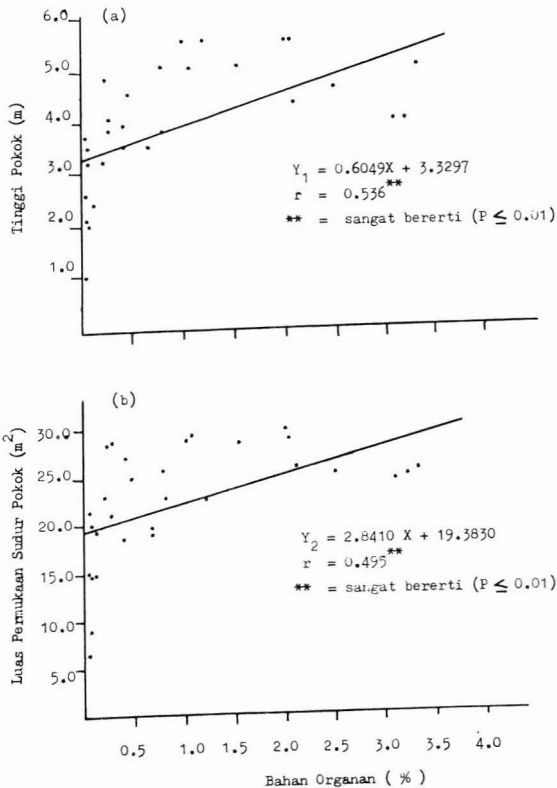 (a)
6.0
5.0
4.0
3.0
2.0
1.0
Tinggi Pokok (m)
Y₁ = 0.6049X + 3.3297
r = 0.536**
** = sangat bererti (P ≤ 0.01)
(b)
30.0
25.0
20.0
15.0
10.0
5.0
Luas Permukaan Sudur Pokok (m²)
Y₂ = 2.8410 X + 19.3830
r = 0.495**
** = sangat bererti (P ≤ 0.01)
0.5 1.0 1.5 2.0 2.5 3.0 3.5 4.0
Bahan Organan ( % )